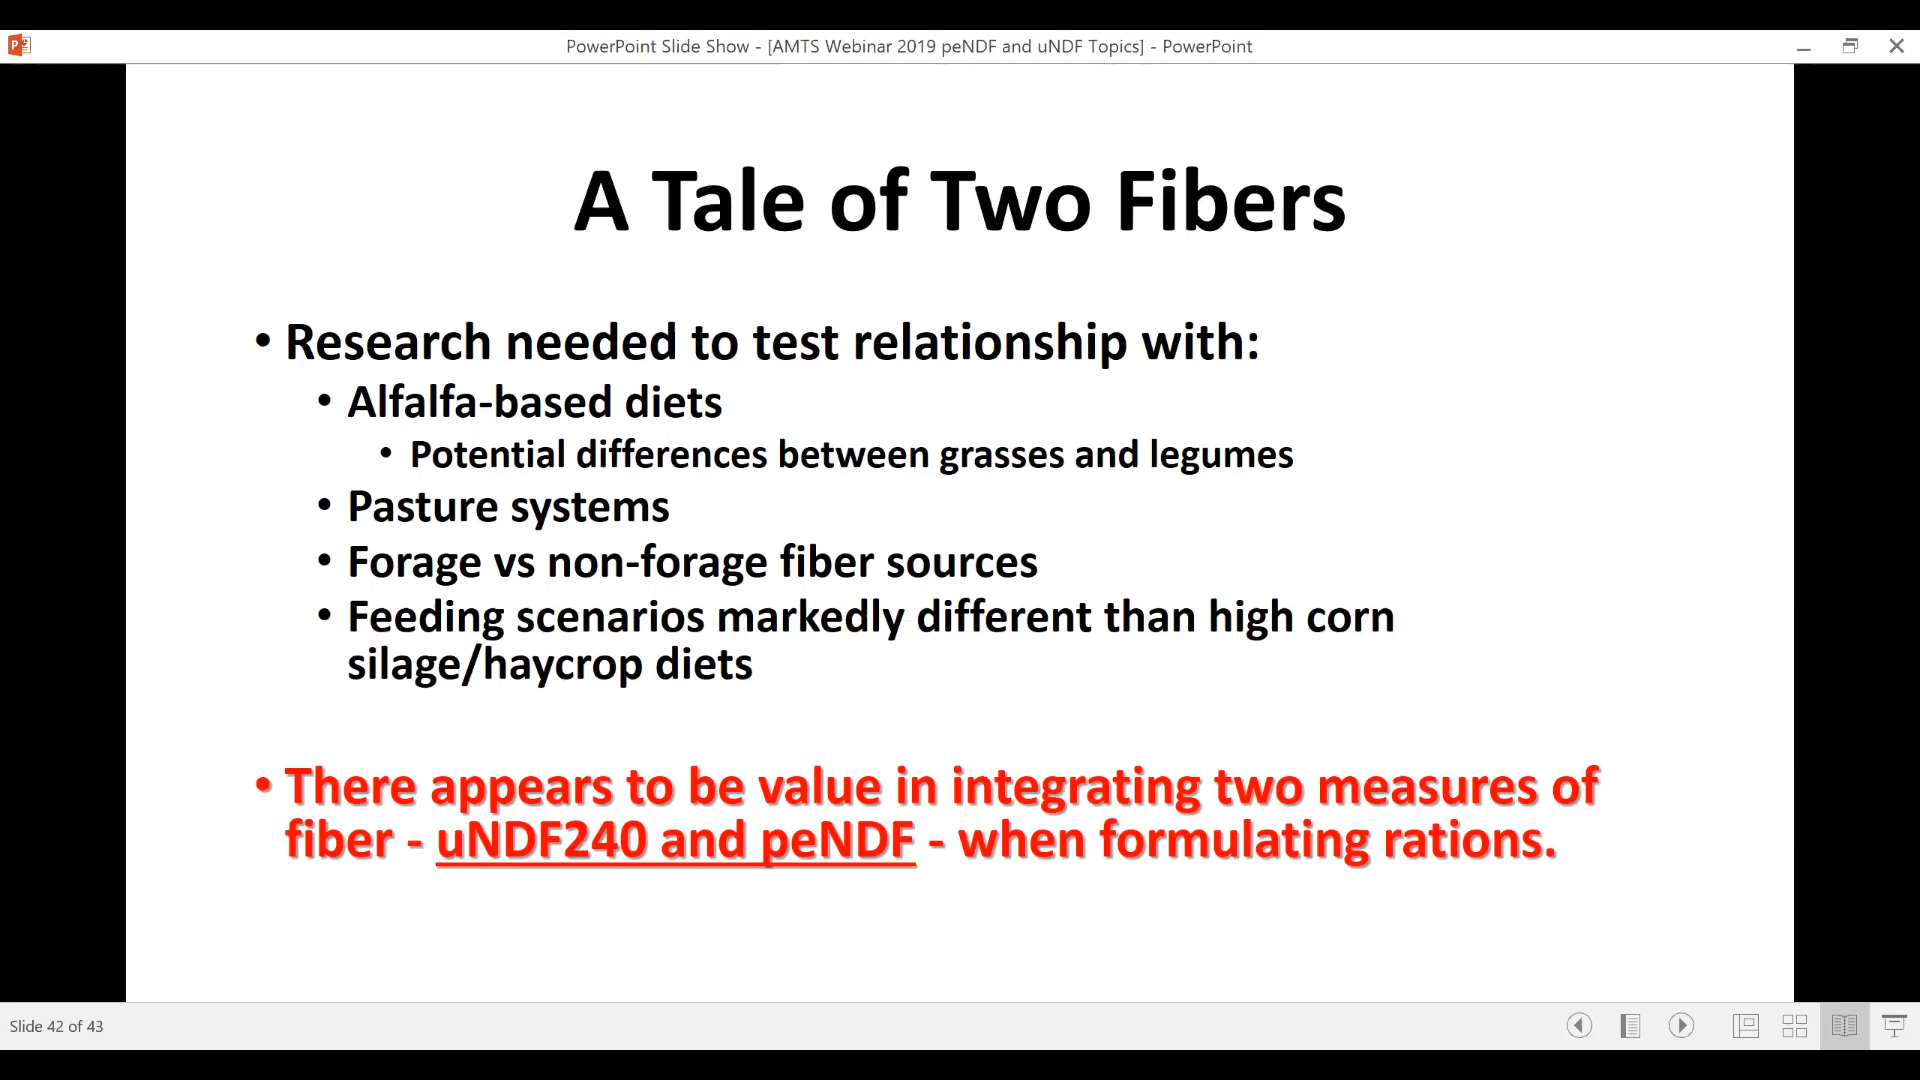 PowerPoint Slide Show - [AMTS Webinar 2019 peNDF and uNDF Topics] - PowerPoint
A Tale of Two Fibers
• Research needed to test relationship with:
• Alfalfa-based diets
• Potential differences between grasses and legumes
• Pasture systems
• Forage vs non-forage fiber sources
• Feeding scenarios markedly different than high corn
silage/haycrop diets
• There appears to be value in integrating two measures of
fiber - uNDF240 and peNDF - when formulating rations.
Slide 42 of 43